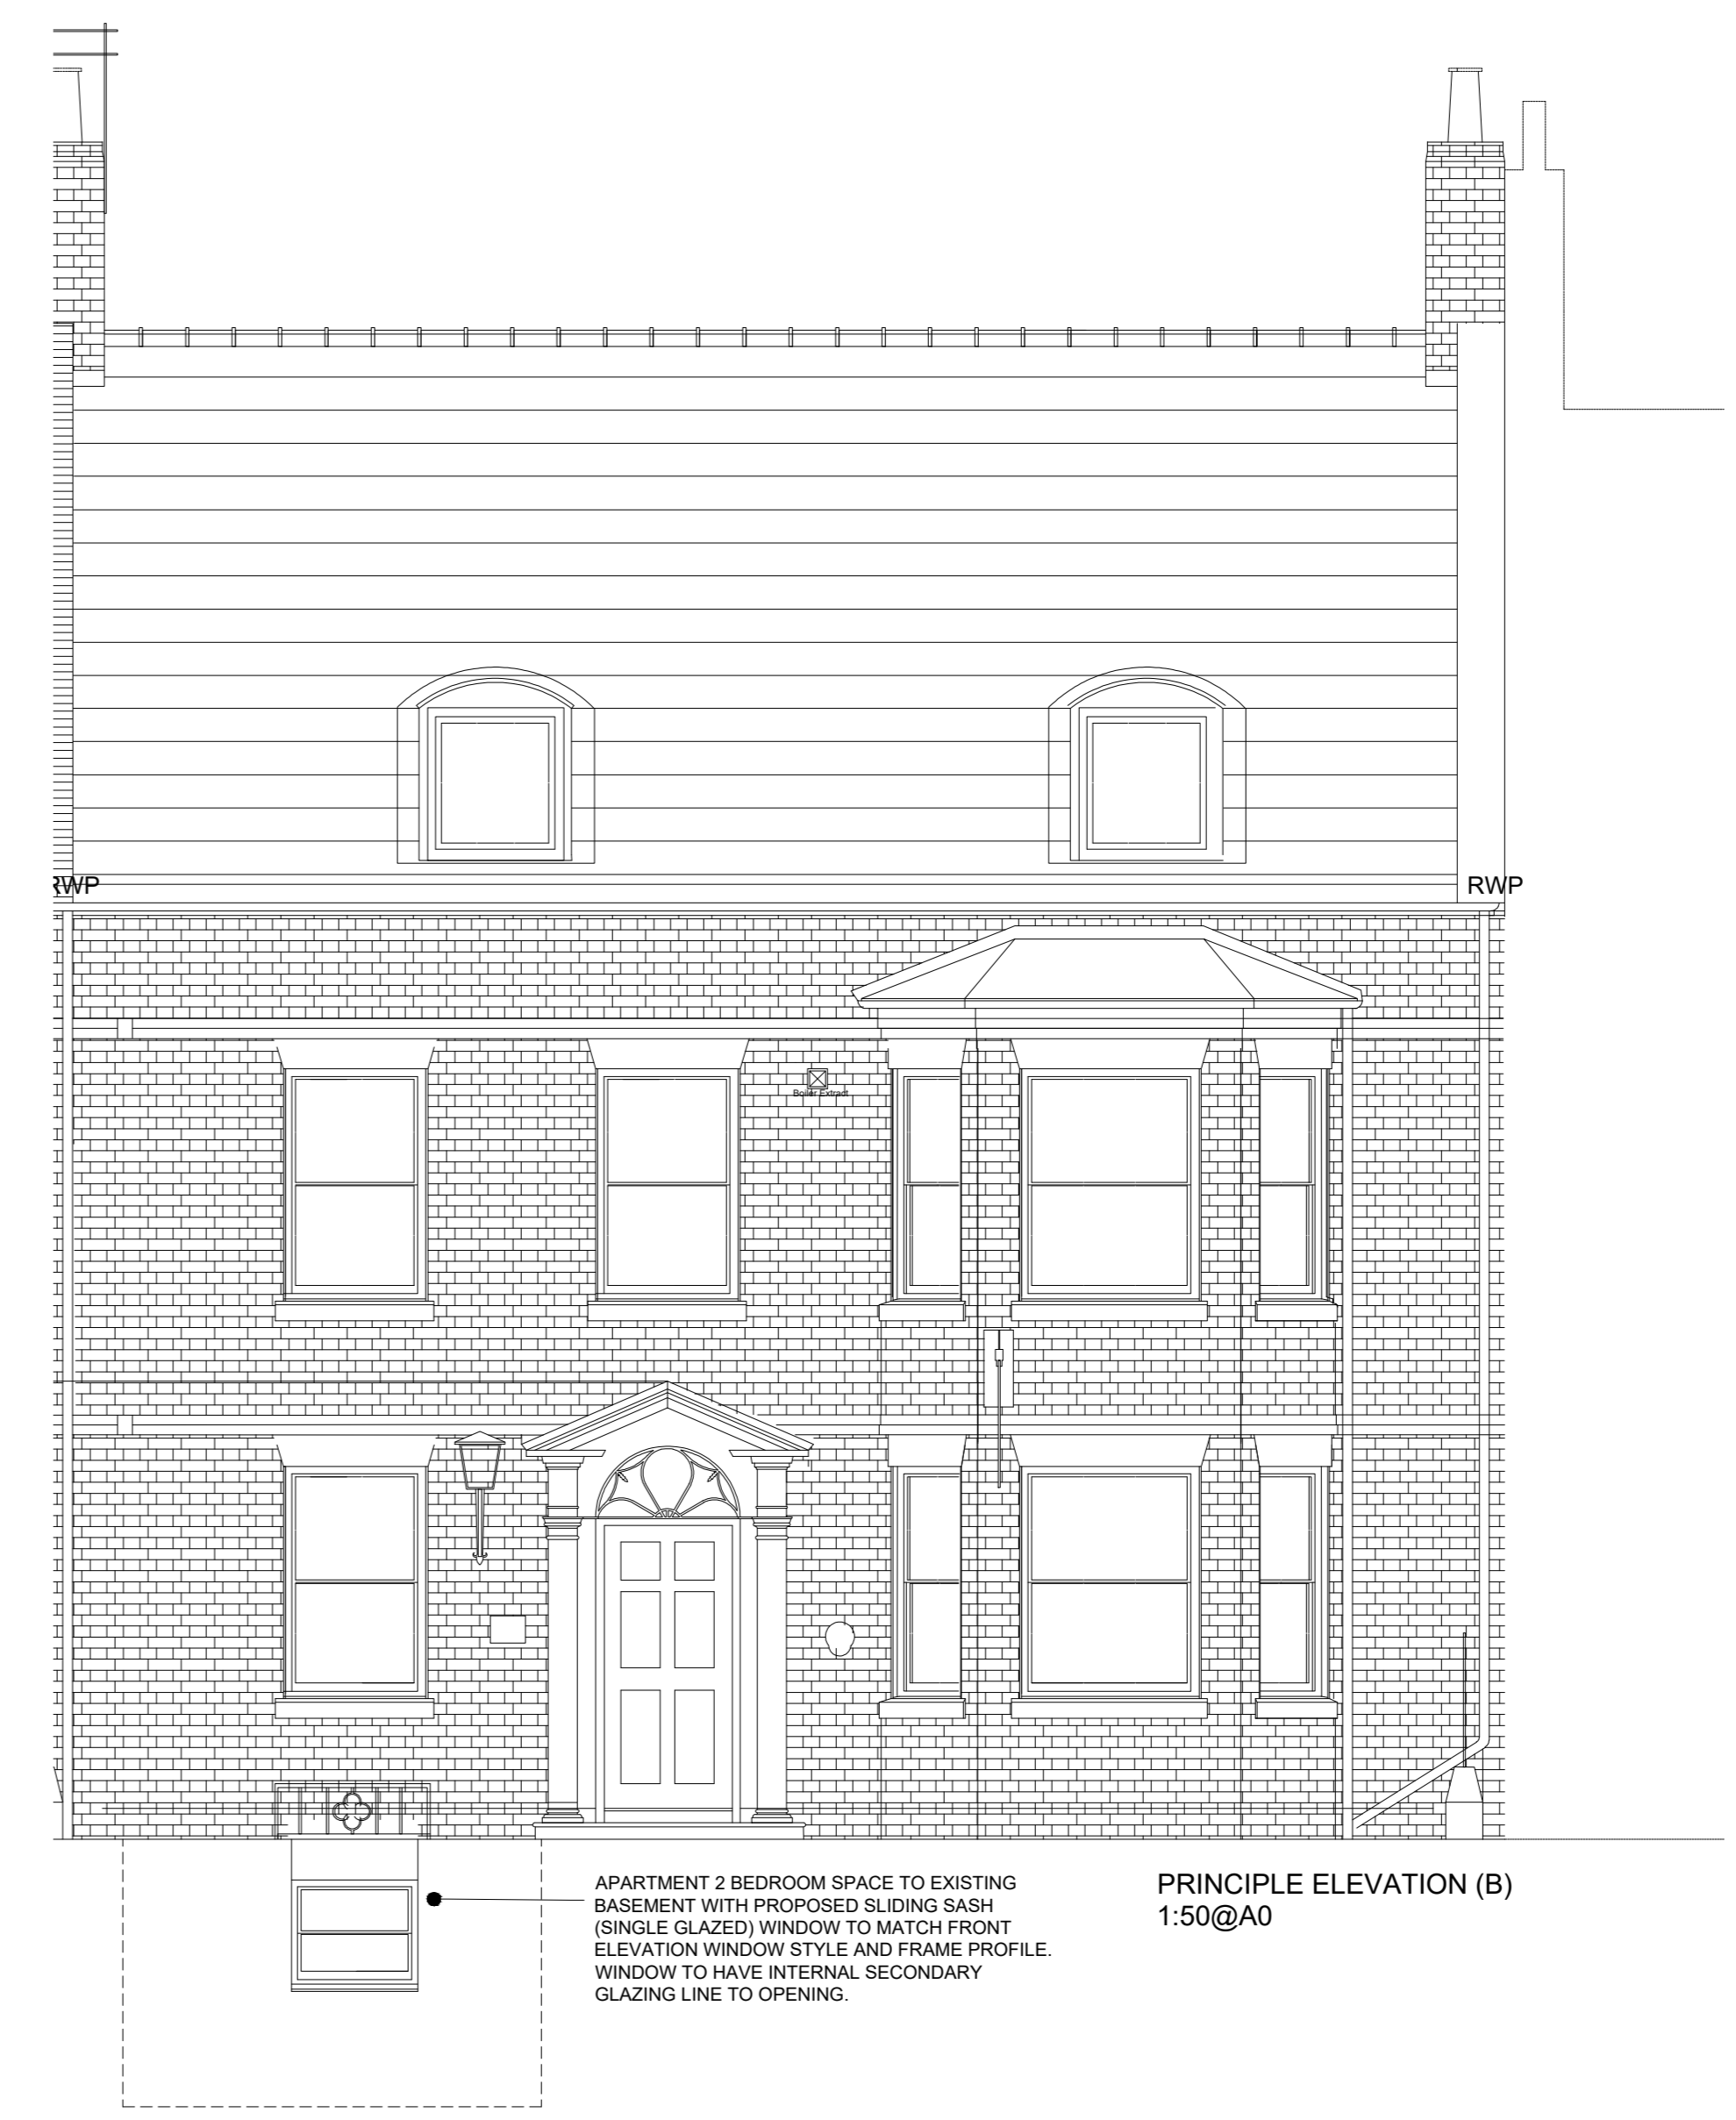 RWP
RWP
Boiler Extract
APARTMENT 2 BEDROOM SPACE TO EXISTING
BASEMENT WITH PROPOSED SLIDING SASH
(SINGLE GLAZED) WINDOW TO MATCH FRONT
ELEVATION WINDOW STYLE AND FRAME PROFILE.
WINDOW TO HAVE INTERNAL SECONDARY
GLAZING LINE TO OPENING.
PRINCIPLE ELEVATION (B)
1:50@A0